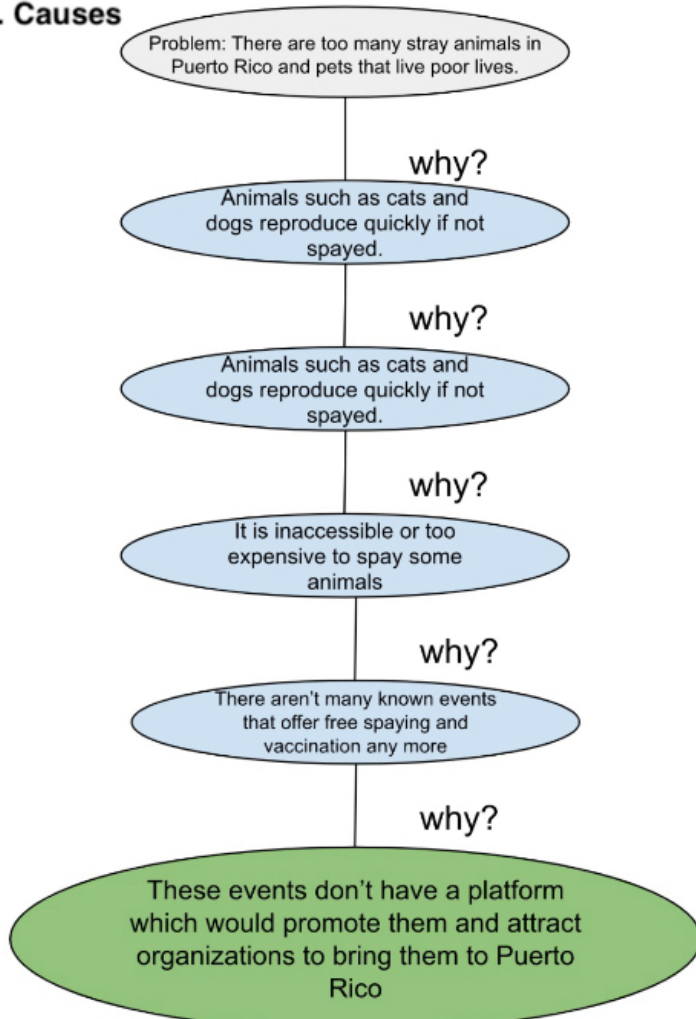 . Causes
Problem: There are too many stray animals in
Puerto Rico and pets that live poor lives.
why?
Animals such as cats and
dogs reproduce quickly if not
spayed.
why?
Animals such as cats and
dogs reproduce quickly if not
spayed.
why?
It is inaccessible or too
expensive to spay some
animals
why?
There aren’t many known events
that offer free spaying and
vaccination any more
why?
These events don’t have a platform
which would promote them and attract
organizations to bring them to Puerto
Rico